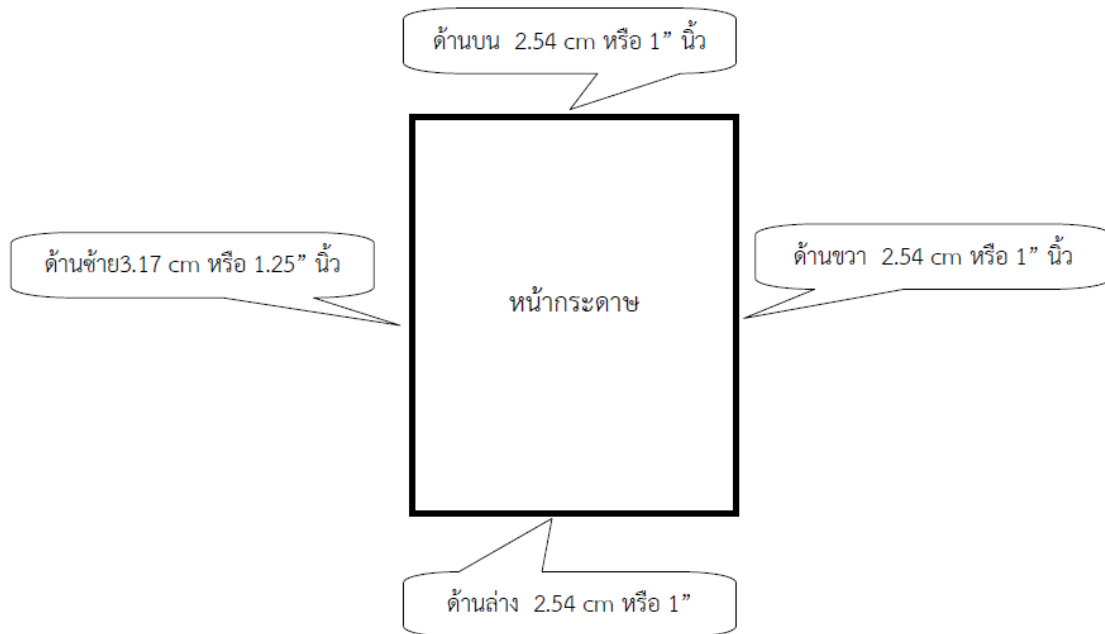 ด้านบน  2.54 cm หรือ 1” นิ้ว
ด้านซ้าย3.17 cm หรือ 1.25” นิ้ว
ด้านขวา  2.54 cm หรือ 1” นิ้ว
หน้ากระดาษ
ด้านล่าง  2.54 cm หรือ 1”